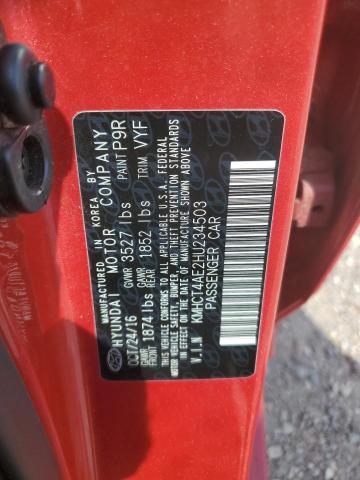 MANUFACTURED IN KOREA BY
HYUNDAI MOTOR COMPANY
OCT/24/16 GVWR 3527 lbs PAINT P9R
GAWR FRONT 1874 lbs GAWR REAR 1852 lbs TRIM VYF
THIS VEHICLE CONFORMS TO ALL APPLICABLE U.S.A. FEDERAL
MOTOR VEHICLE SAFETY, BUMPER, AND THEFT PREVENTION STANDARDS
IN EFFECT ON THE DATE OF MANUFACTURE SHOWN ABOVE.
V.I.N KMHCT4AE2HU234503
PASSENGER CAR